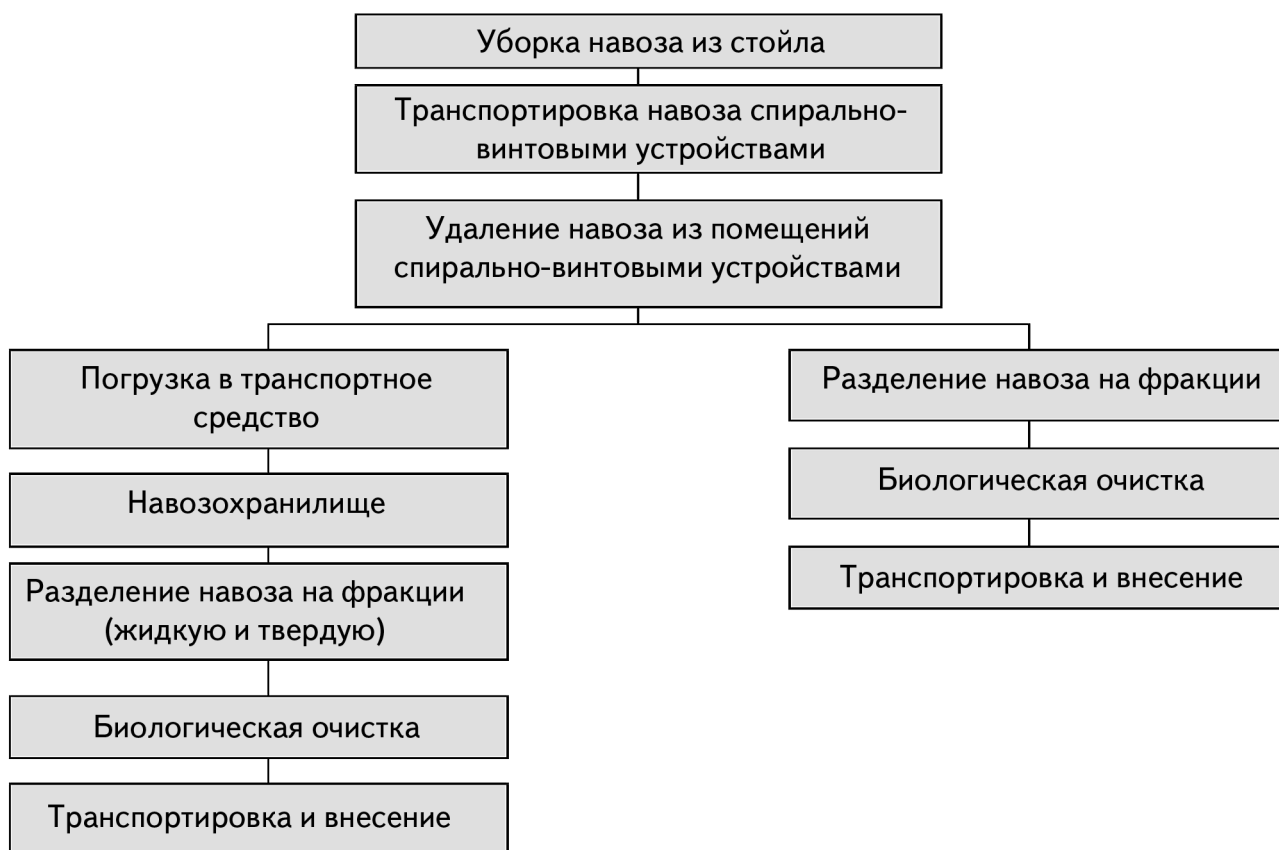 Уборка навоза из стойла
Транспортировка навоза спирально-
винтовыми устройствами
Удаление навоза из помещений
спирально-винтовыми устройствами
Погрузка в транспортное
средство
Навозохранилище
Разделение навоза на фракции
(жидкую и твердую)
Биологическая очистка
Транспортировка и внесение
Разделение навоза на фракции
Биологическая очистка
Транспортировка и внесение